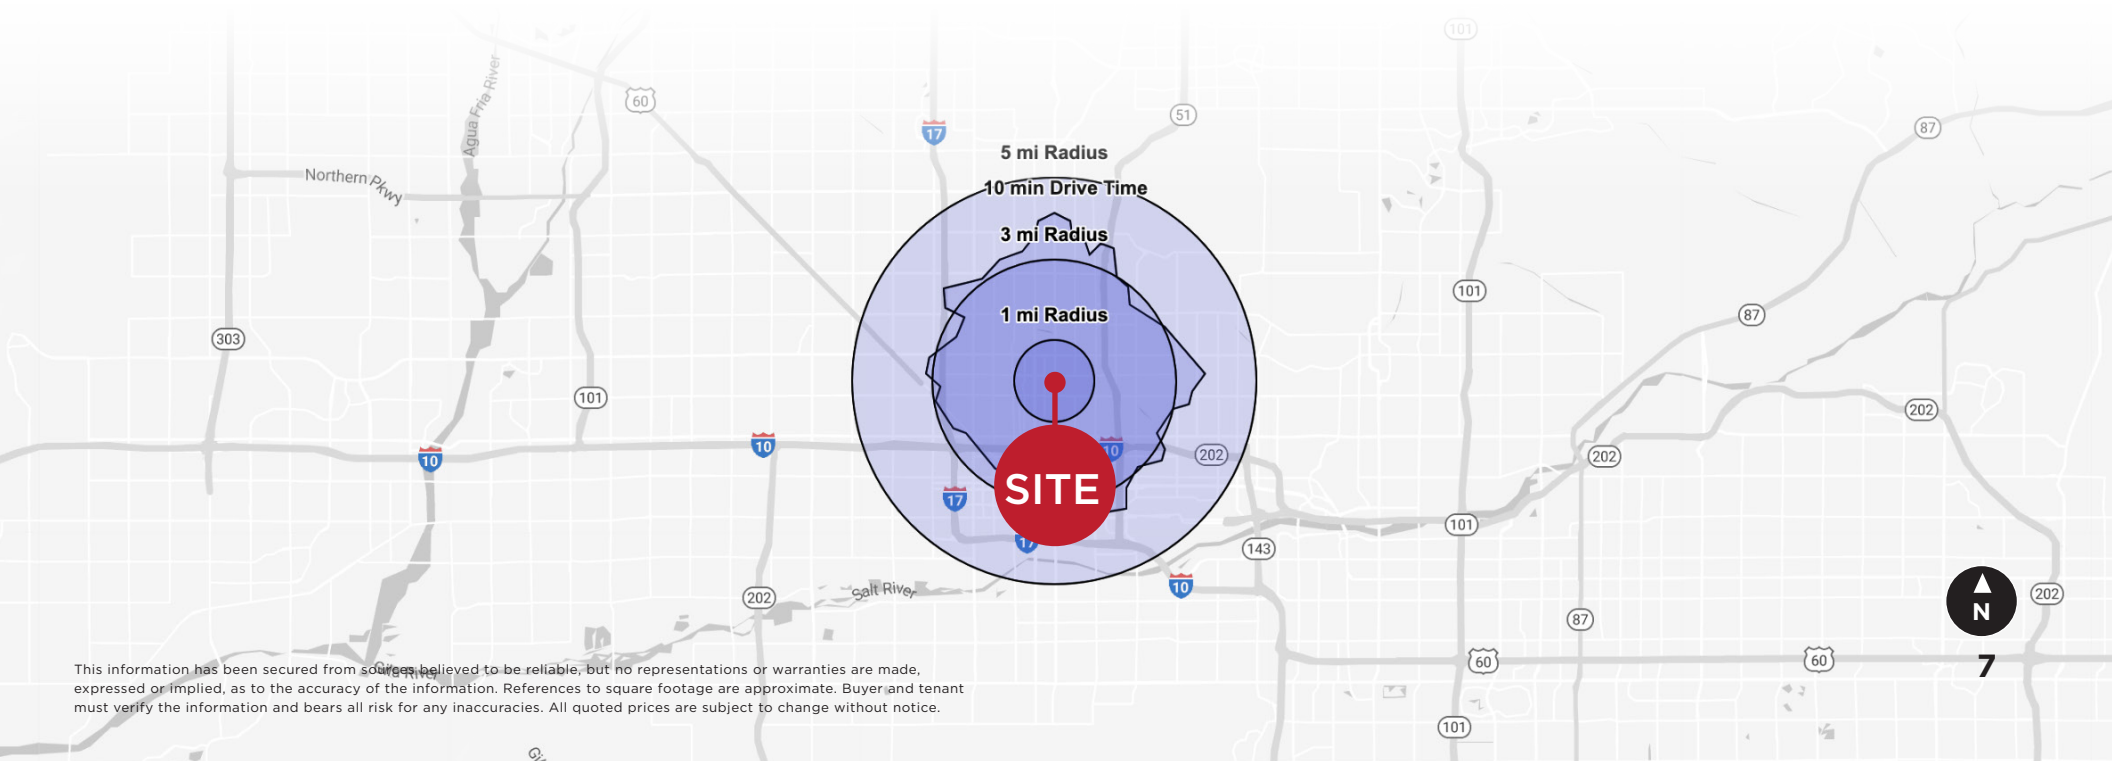 101
Agua Fria River
60
51
17
87
5 mi Radius
Northern Pkwy
10 min Drive Time
3 mi Radius
101
1 mi Radius
87
303
101
202
10
10
10
202
202
SITE
17
101
17
143
10
Salt River
202
202
N
87
60
60
7
This information has been secured from sources believed to be reliable, but no representations or warranties are made,
Gila River
expressed or implied, as to the accuracy of the information. References to square footage are approximate. Buyer and tenant
must verify the information and bears all risk for any inaccuracies. All quoted prices are subject to change without notice.
101